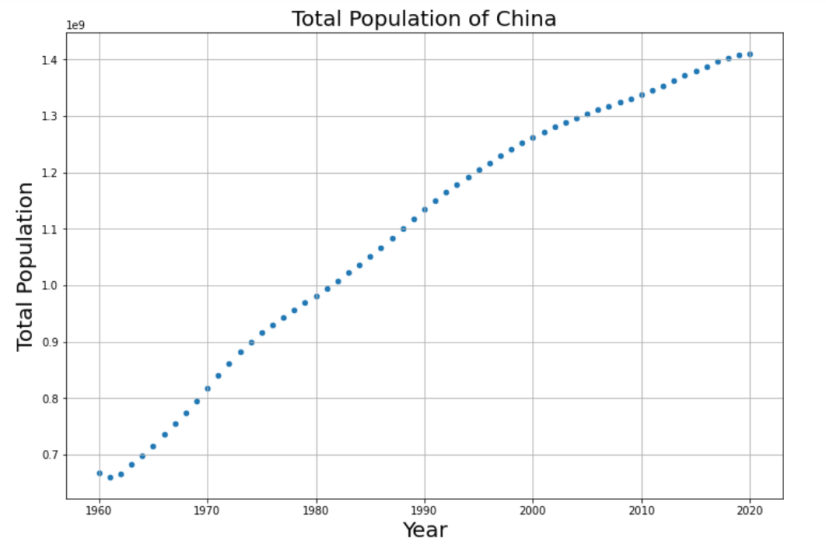 Total Population of China
1e9
1.4
1.3
1.2
1.1
1.0
0.9
0.8
0.7
Total Population
1960 1970 1980 1990 2000 2010 2020
Year